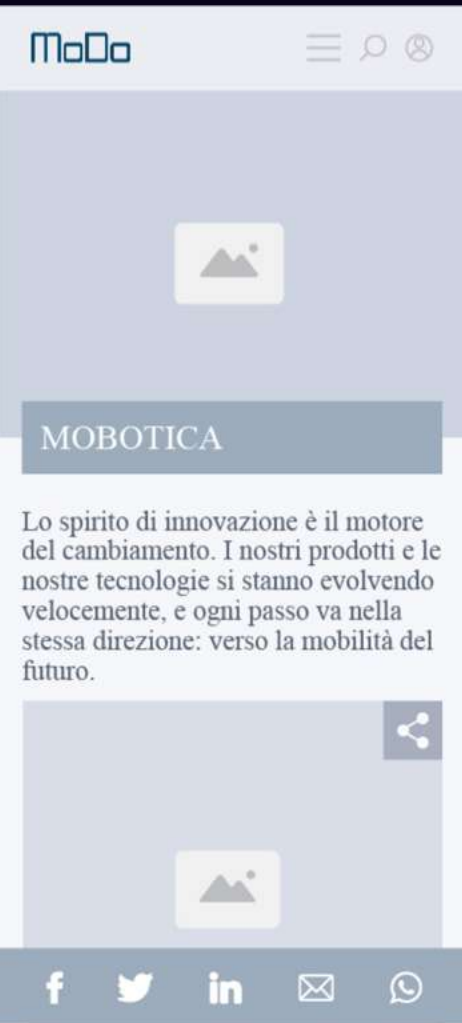 MoDo
MOBOTICA
Lo spirito di innovazione è il motore
del cambiamento. I nostri prodotti e le
nostre tecnologie si stanno evolvendo
velocemente, e ogni passo va nella
stessa direzione: verso la mobilità del
futuro.